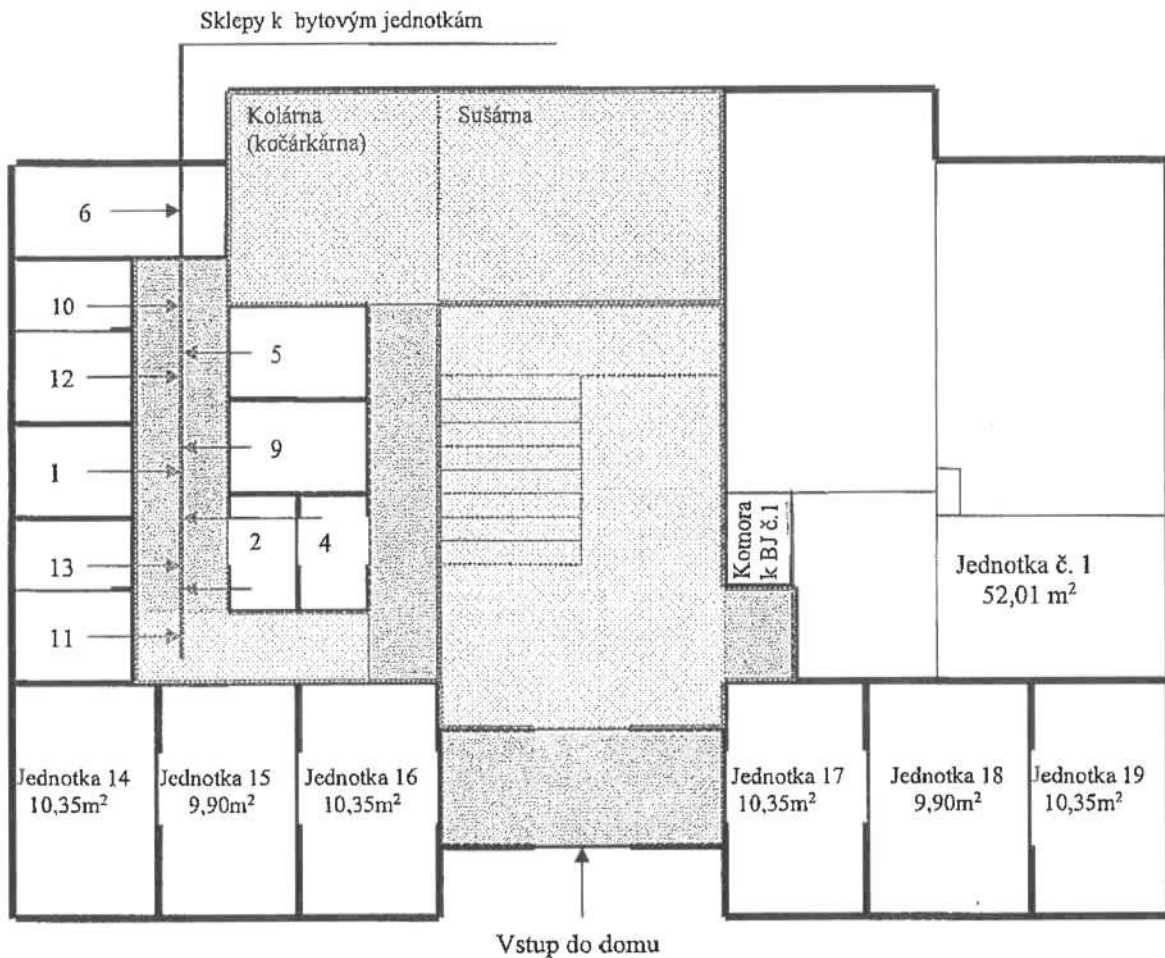 Sklepy k bytovým jednotkám
Kolárna
(kočárkárna)
Sušárna
6
10
5
12
9
1
2
4
13
11
Komora
k BJ č.1
Jednotka č. 1
52,01 m²
Jednotka 14
10,35m²
Jednotka 15
9,90m²
Jednotka 16
10,35m²
Jednotka 17
10,35m²
Jednotka 18
9,90m²
Jednotka 19
10,35m²
Vstup do domu